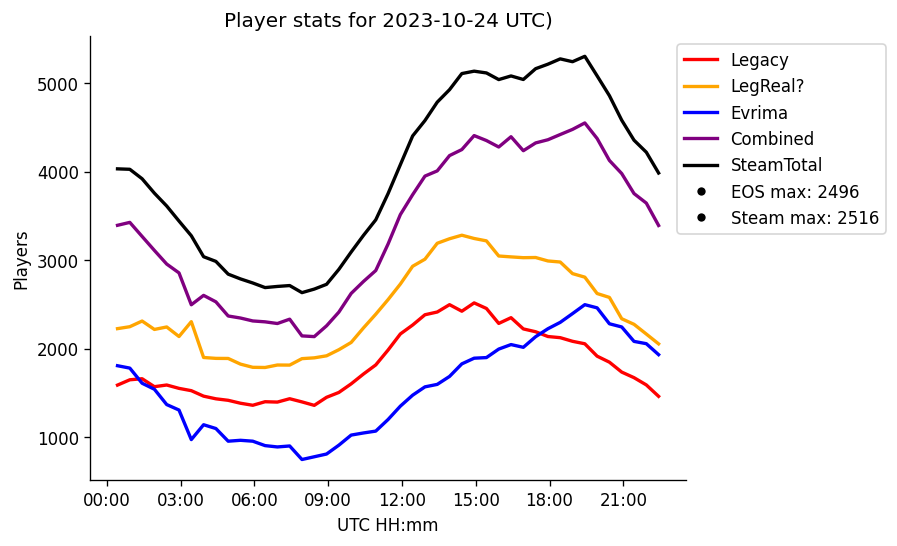 Player stats for 2023-10-24 UTC)
Legacy
LegReal?
Evrima
Combined
SteamTotal
EOS max: 2496
Steam max: 2516
Players
5000
4000
3000
2000
1000
00:00 03:00 06:00 09:00 12:00 15:00 18:00 21:00
UTC HH:mm